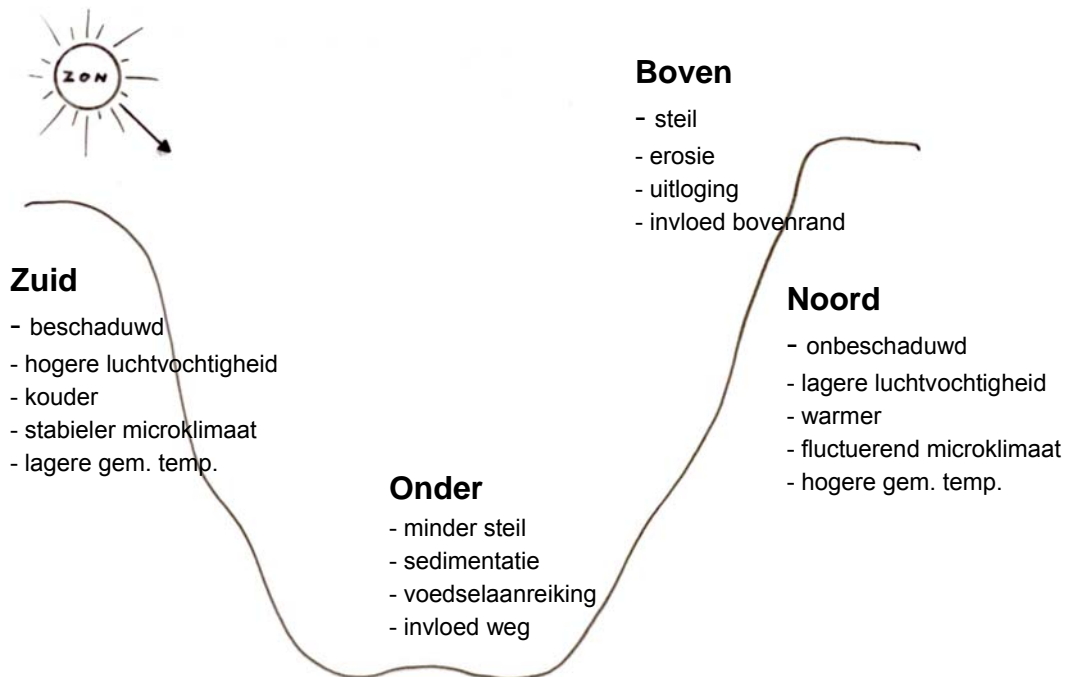 ZON
Boven
- steil
- erosie
- uitloging
- invloed bovenrand
Zuid
- beschaduwd
- hogere luchtvochtigheid
- kouder
- stabieler microklimaat
- lagere gem. temp.
Noord
- onbeschaduwd
- lagere luchtvochtigheid
- warmer
- fluctuerend microklimaat
- hogere gem. temp.
Onder
- minder steil
- sedimentatie
- voedselaanreiking
- invloed weg